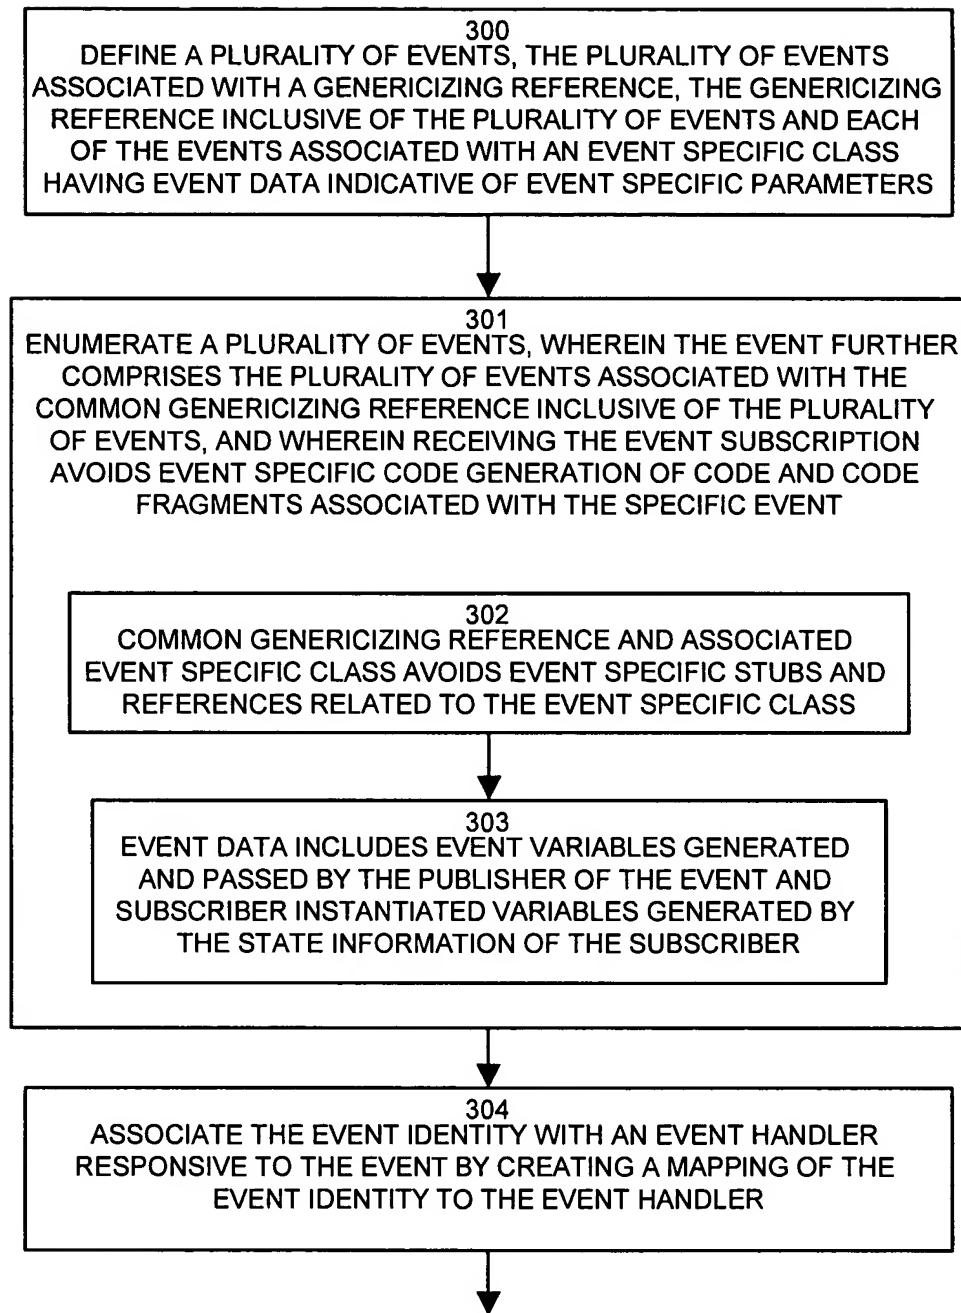 300
DEFINE A PLURALITY OF EVENTS, THE PLURALITY OF EVENTS
ASSOCIATED WITH A GENERICIZING REFERENCE, THE GENERICIZING
REFERENCE INCLUSIVE OF THE PLURALITY OF EVENTS AND EACH
OF THE EVENTS ASSOCIATED WITH AN EVENT SPECIFIC CLASS
HAVING EVENT DATA INDICATIVE OF EVENT SPECIFIC PARAMETERS
301
ENUMERATE A PLURALITY OF EVENTS, WHEREIN THE EVENT FURTHER
COMPRISES THE PLURALITY OF EVENTS ASSOCIATED WITH THE
COMMON GENERICIZING REFERENCE INCLUSIVE OF THE PLURALITY
OF EVENTS, AND WHEREIN RECEIVING THE EVENT SUBSCRIPTION
AVOIDS EVENT SPECIFIC CODE GENERATION OF CODE AND CODE
FRAGMENTS ASSOCIATED WITH THE SPECIFIC EVENT
302
COMMON GENERICIZING REFERENCE AND ASSOCIATED
EVENT SPECIFIC CLASS AVOIDS EVENT SPECIFIC STUBS AND
REFERENCES RELATED TO THE EVENT SPECIFIC CLASS
303
EVENT DATA INCLUDES EVENT VARIABLES GENERATED
AND PASSED BY THE PUBLISHER OF THE EVENT AND
SUBSCRIBER INSTANTIATED VARIABLES GENERATED BY
THE STATE INFORMATION OF THE SUBSCRIBER
304
ASSOCIATE THE EVENT IDENTITY WITH AN EVENT HANDLER
RESPONSIVE TO THE EVENT BY CREATING A MAPPING OF THE
EVENT IDENTITY TO THE EVENT HANDLER